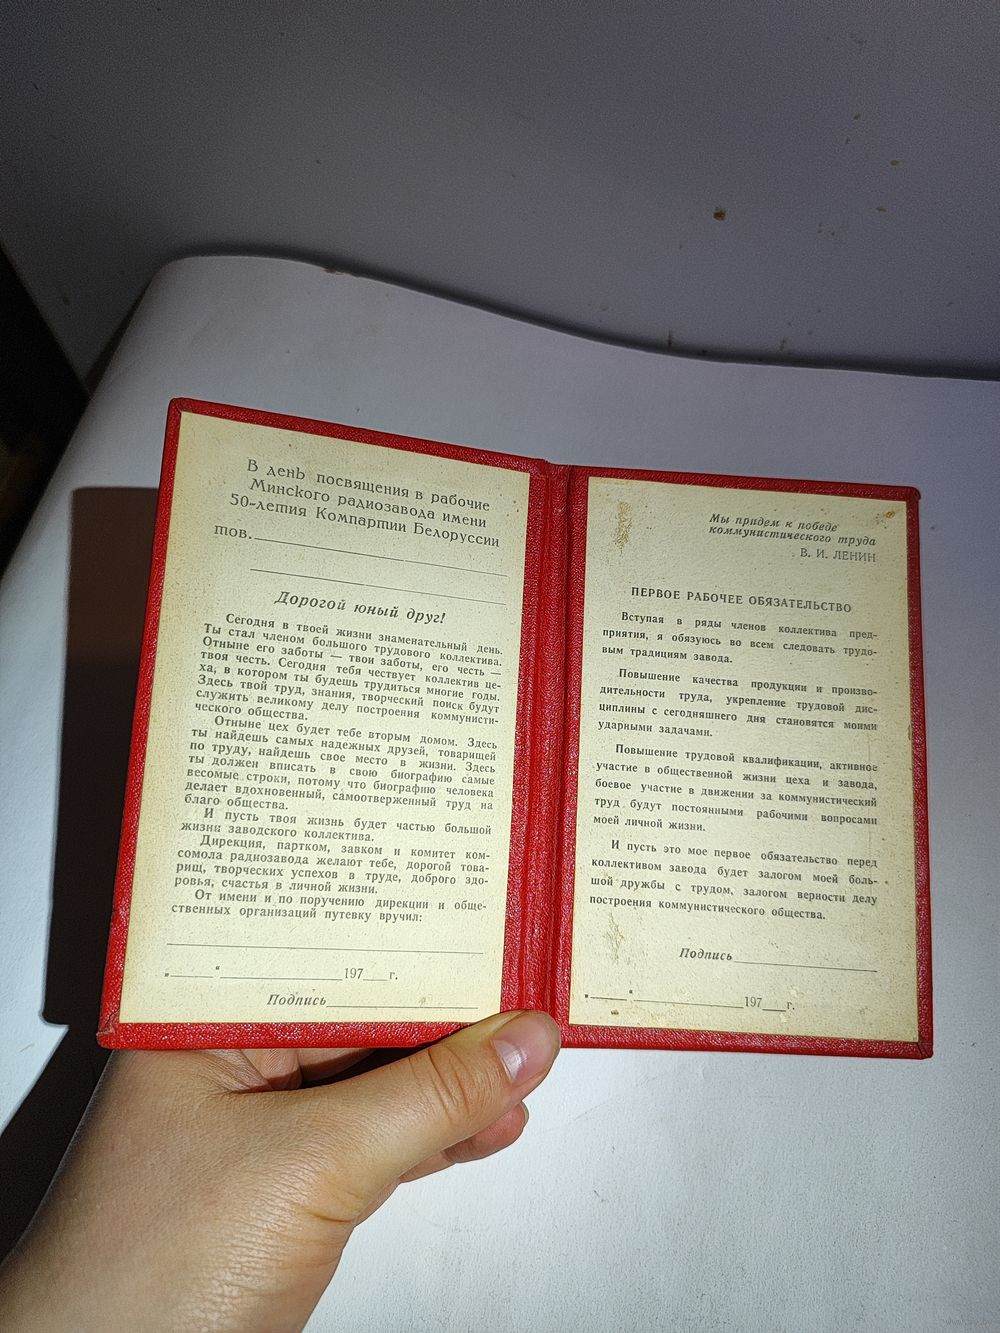 В день посвящения в рабочие
Минского радиозавода имени
50-летия Компартии Белоруссии
тов.
Дорогой юный друг!
Сегодня в твоей жизни знаменательный день.
Ты стал членом большого трудового коллектива.
Отныне его заботы — твои заботы, его честь —
твоя честь. Сегодня тебя чествует коллектив це-
ха, в котором ты будешь трудиться многие годы.
Здесь твой труд, знания, творческий поиск будут
служить великому делу построения коммунисти-
ческого общества.
Отныне цех будет тебе вторым домом. Здесь
ты найдешь самых надежных друзей, товарищей
по труду, найдешь свое место в жизни. Здесь
ты должен вписать в свою биографию самые
весомые строки, потому что биографию человека
делает вдохновенный, самоотверженный труд на
благо общества.
И пусть твоя жизнь будет частью большой
жизни заводского коллектива.
Дирекция, партком, завком и комитет ком-
сомола радиозавода желают тебе, дорогой това-
рищ, творческих успехов в труде, доброго здо-
ровья, счастья в личной жизни.
От имени и по поручению дирекции и обще-
ственных организаций путевку вручил:
„___“ ___ 197___г.
Подпись
Мы придем к победе
коммунистического труда
В. И. ЛЕНИН
ПЕРВОЕ РАБОЧЕЕ ОБЯЗАТЕЛЬСТВО
Вступая в ряды членов коллектива пред-
приятия, я обязуюсь во всем следовать трудо-
вым традициям завода.
Повышение качества продукции и произво-
дительности труда, укрепление трудовой дис-
циплины с сегодняшнего дня становятся моими
ударными задачами.
Повышение трудовой квалификации, активное
участие в общественной жизни цеха и завода,
боевое участие в движении за коммунистический
труд будут постоянными рабочими вопросами
моей личной жизни.
И пусть это мое первое обязательство перед
коллективом завода будет залогом моей боль-
шой дружбы с трудом, залогом верности делу
построения коммунистического общества.
Подпись
„___“ ___ 197___г.